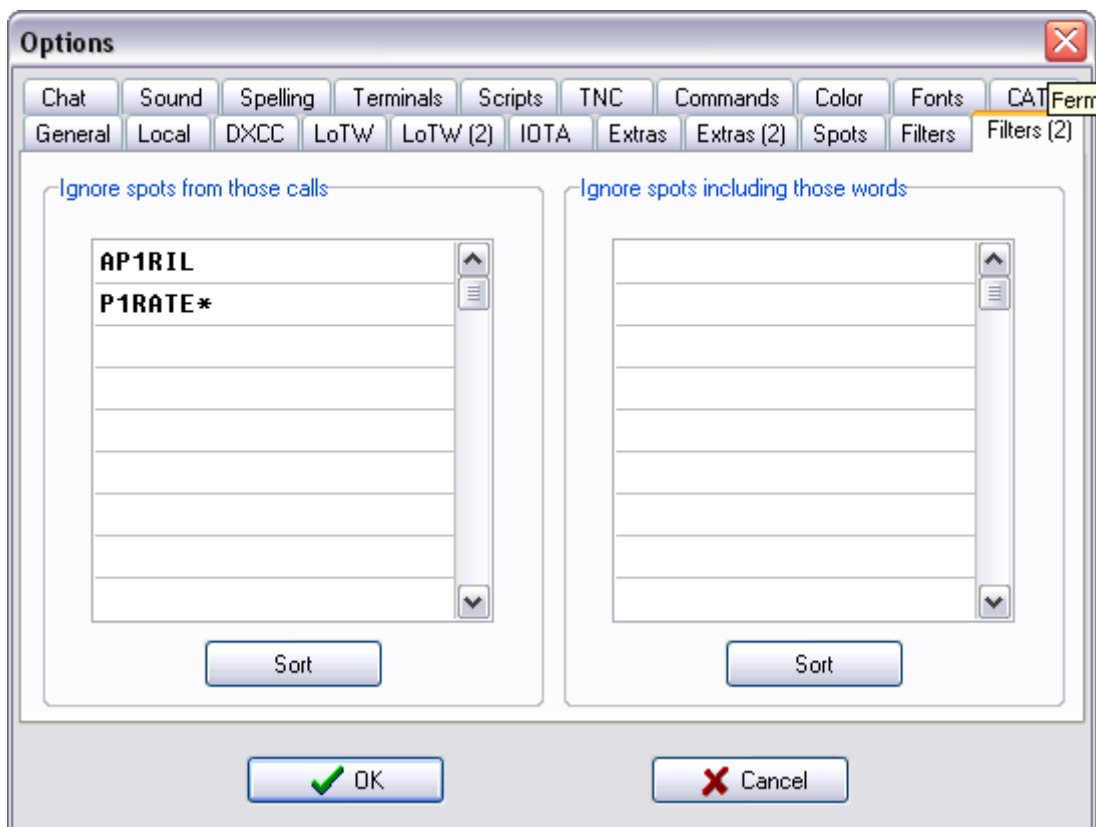 Options
Chat Sound Spelling Terminals Scripts TNC Commands Color Fonts CAT Ferm
General Local DXCC LoTW LoTW (2) IOTA Extras Extras (2) Spots Filters Filters (2)
Ignore spots from those calls Ignore spots including those words
AP1RIL
P1RATE*
Sort Sort
OK Cancel